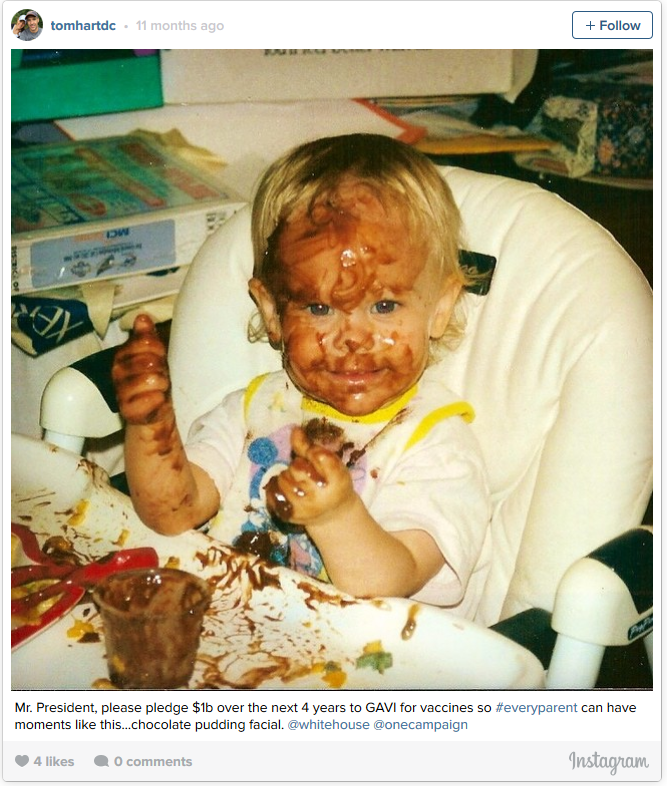 tomhartdc • 11 months ago
+ Follow
MCI
Mr. President, please pledge $1b over the next 4 years to GAVI for vaccines so #everyparent can have
moments like this...chocolate pudding facial. @whitehouse @onecampaign
4 likes 0 comments
Instagram